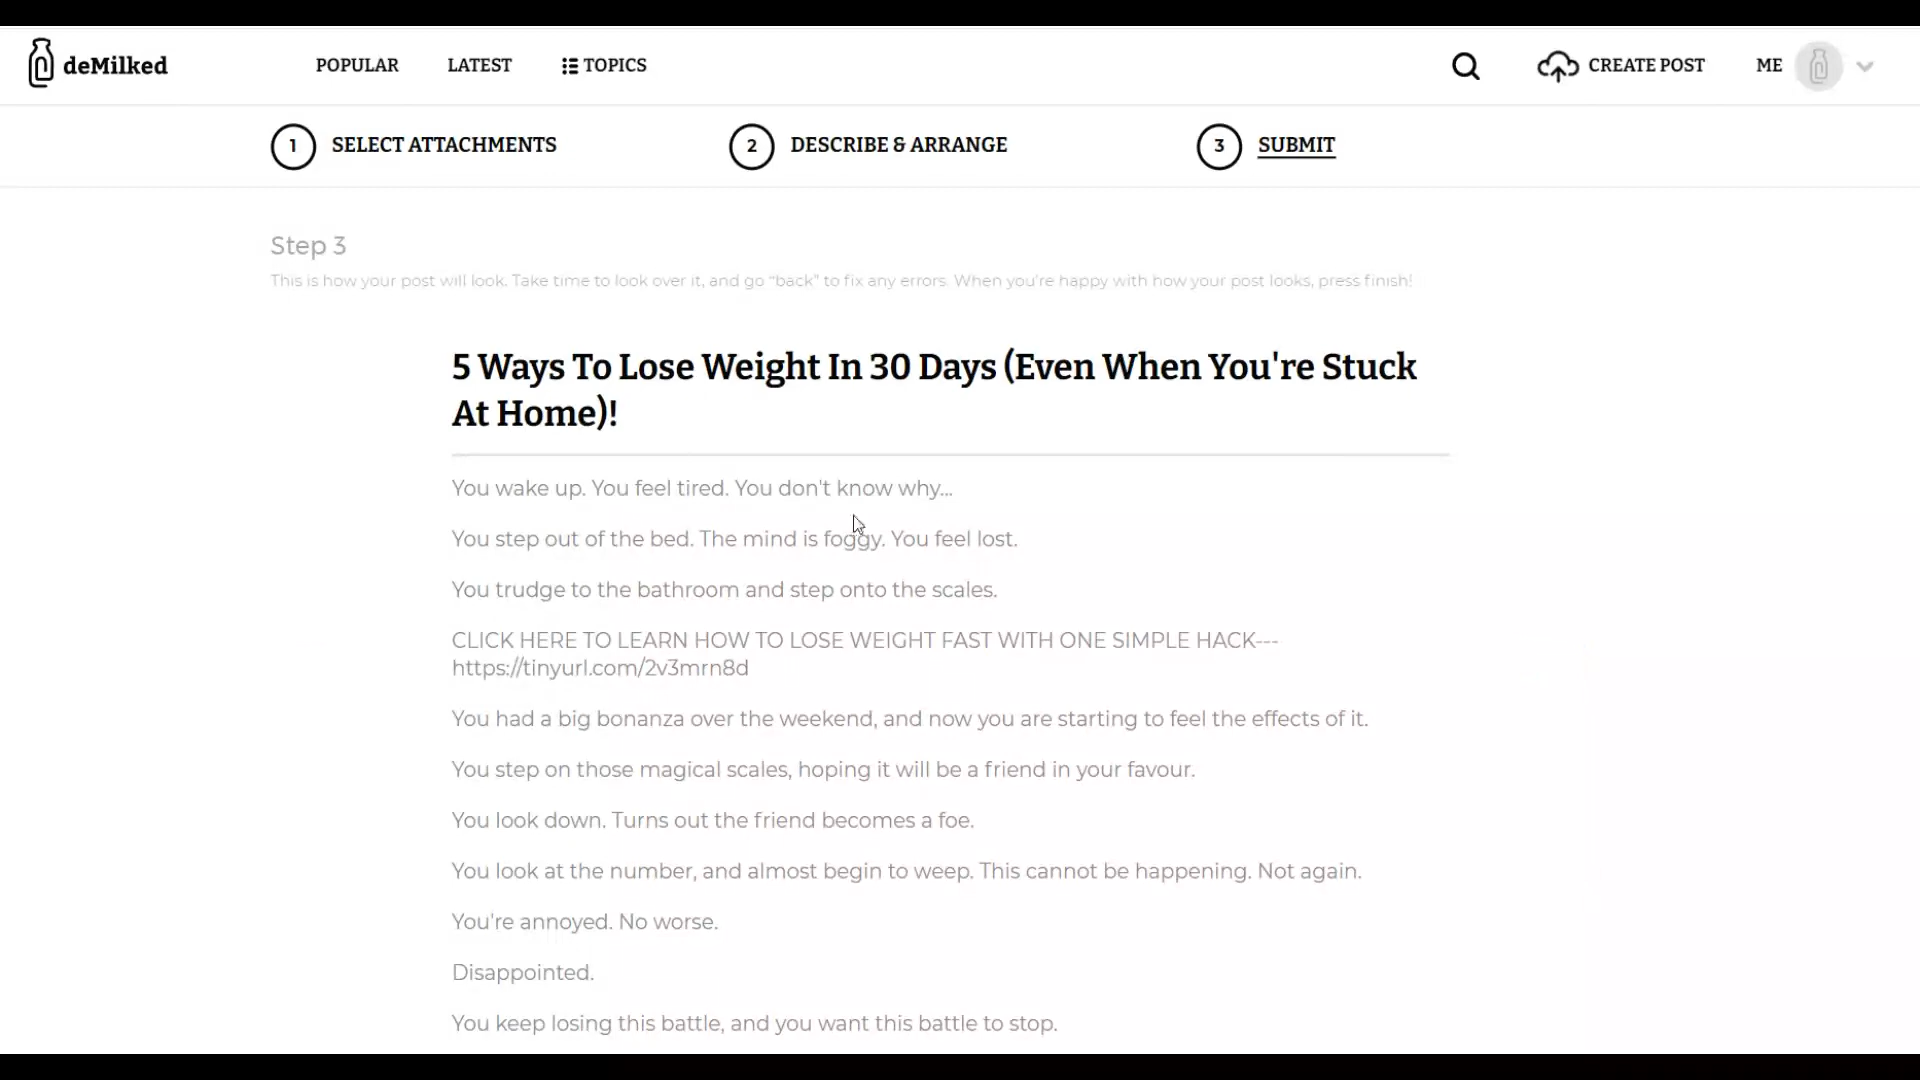 deMilked
POPULAR
LATEST
TOPICS
CREATE POST
ME
1
SELECT ATTACHMENTS
2
DESCRIBE & ARRANGE
3
SUBMIT
Step 3
This is how your post will look. Take time to look over it, and go “back” to fix any errors. When you’re happy with how your post looks, press finish!
5 Ways To Lose Weight In 30 Days (Even When You're Stuck
At Home)!
You wake up. You feel tired. You don't know why...
You step out of the bed. The mind is foggy. You feel lost.
You trudge to the bathroom and step onto the scales.
CLICK HERE TO LEARN HOW TO LOSE WEIGHT FAST WITH ONE SIMPLE HACK---
https://tinyurl.com/2v3mrn8d
You had a big bonanza over the weekend, and now you are starting to feel the effects of it.
You step on those magical scales, hoping it will be a friend in your favour.
You look down. Turns out the friend becomes a foe.
You look at the number, and almost begin to weep. This cannot be happening. Not again.
You're annoyed. No worse.
Disappointed.
You keep losing this battle, and you want this battle to stop.